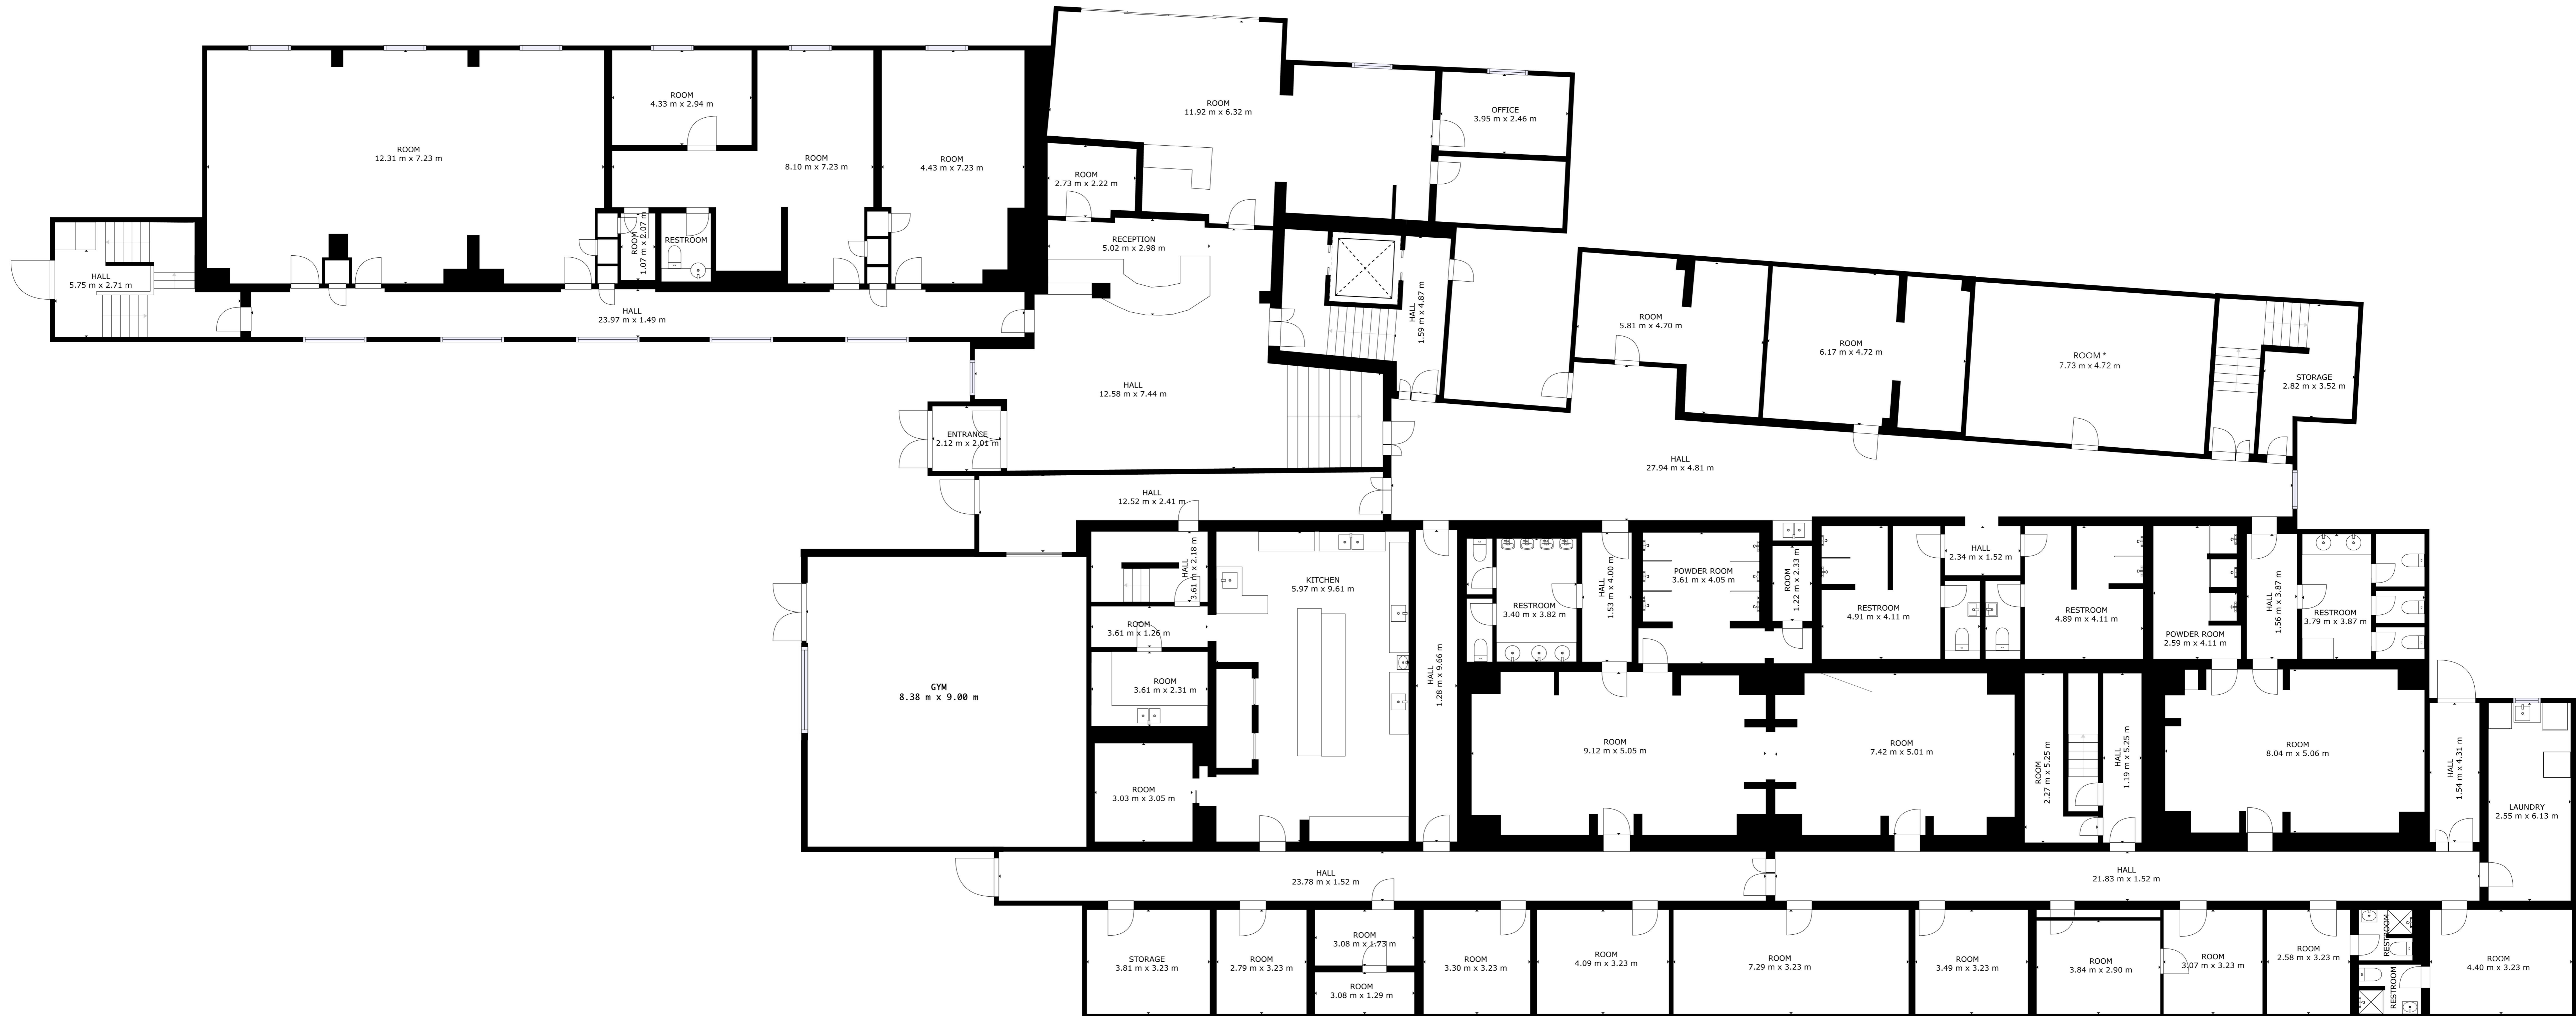 ROOM
11.92 m x 6.32 m
OFFICE
3.95 m x 2.46 m
ROOM
4.33 m x 2.94 m
ROOM
12.31 m x 7.23 m
ROOM
8.10 m x 7.23 m
ROOM
4.43 m x 7.23 m
ROOM
2.73 m x 2.22 m
ROOM
1.07 m x 2.07 m
RESTROOM
RECEPTION
5.02 m x 2.98 m
HALL
5.75 m x 2.71 m
HALL
23.97 m x 1.49 m
HALL
1.59 m x 4.87 m
ROOM
5.81 m x 4.70 m
ROOM
6.17 m x 4.72 m
ROOM *
7.73 m x 4.72 m
STORAGE
2.82 m x 3.52 m
HALL
12.58 m x 7.44 m
ENTRANCE
2.12 m x 2.01 m
HALL
27.94 m x 4.81 m
HALL
12.52 m x 2.41 m
HALL
3.61 m x 2.18 m
KITCHEN
5.97 m x 9.61 m
RESTROOM
3.40 m x 3.82 m
HALL
1.53 m x 4.00 m
POWDER ROOM
3.61 m x 4.05 m
ROOM
1.22 m x 2.33 m
RESTROOM
4.91 m x 4.11 m
HALL
2.34 m x 1.52 m
RESTROOM
4.89 m x 4.11 m
POWDER ROOM
2.59 m x 4.11 m
HALL
1.56 m x 3.87 m
RESTROOM
3.79 m x 3.87 m
ROOM
3.61 m x 1.26 m
GYM
8.38 m x 9.00 m
ROOM
3.61 m x 2.31 m
HALL
1.28 m x 9.66 m
ROOM
9.12 m x 5.05 m
ROOM
7.42 m x 5.01 m
ROOM
2.27 m x 5.25 m
HALL
1.19 m x 5.25 m
ROOM
8.04 m x 5.06 m
HALL
1.54 m x 4.31 m
LAUNDRY
2.55 m x 6.13 m
ROOM
3.03 m x 3.05 m
HALL
23.78 m x 1.52 m
HALL
21.83 m x 1.52 m
STORAGE
3.81 m x 3.23 m
ROOM
2.79 m x 3.23 m
ROOM
3.08 m x 1.73 m
ROOM
3.08 m x 1.29 m
ROOM
3.30 m x 3.23 m
ROOM
4.09 m x 3.23 m
ROOM
7.29 m x 3.23 m
ROOM
3.49 m x 3.23 m
ROOM
3.84 m x 2.90 m
ROOM
3.07 m x 3.23 m
ROOM
2.58 m x 3.23 m
RESTROOM
RESTROOM
ROOM
4.40 m x 3.23 m